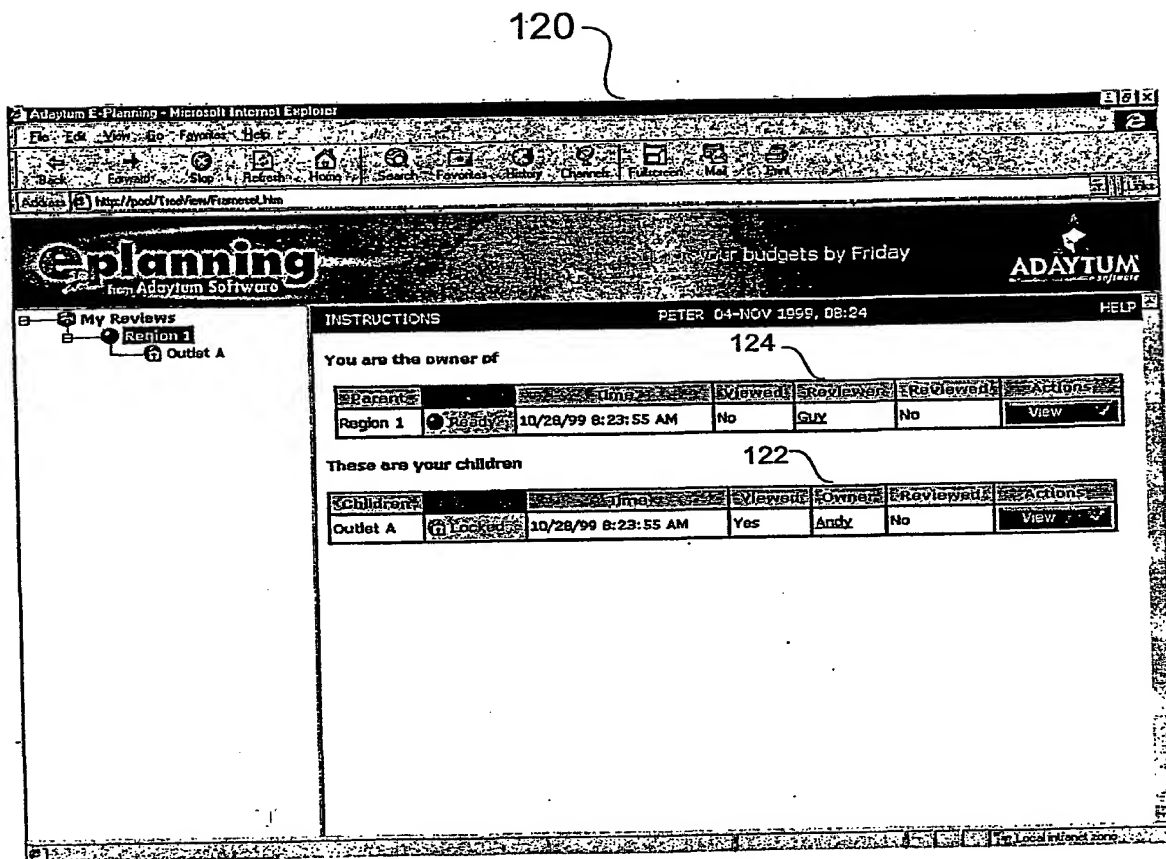 120
Adaytum E-Planning - Microsoft Internet Explorer
File Edit View Go Favorites Help
Back Forward Stop Refresh Home Search Favorites History Channels Fullscreen Mail Print
Address http://pool/TreeView/Frameset.htm Links
eplanning our budgets by Friday ADAYTUM
from Adaytum Software software
My Reviews
Region 1
Outlet A
INSTRUCTIONS PETER 04-NOV 1999, 08:24 HELP
You are the owner of 124
Parent Time Viewed Reviewer Reviewed Actions
Region 1 Ready 10/28/99 8:23:55 AM No Guy No View
These are your children 122
Children Time Viewed Owner Reviewed Actions
Outlet A Locked 10/28/99 8:23:55 AM Yes Andy No View
Local intranet zone